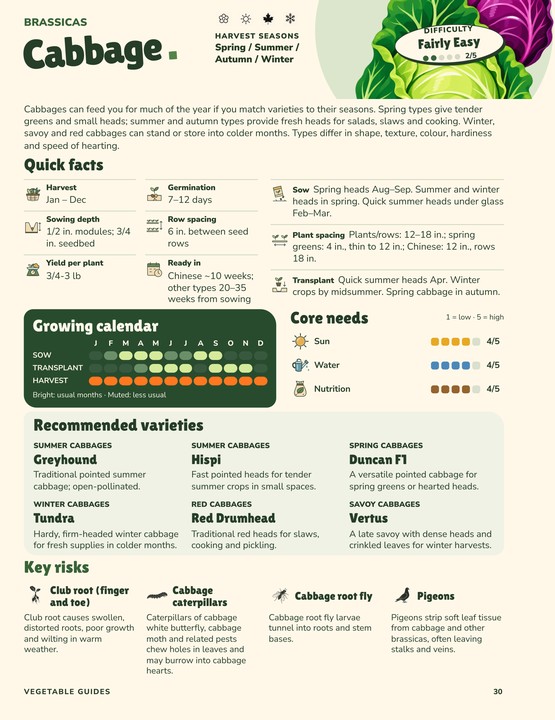 BRASSICAS
Cabbage.
HARVEST SEASONS
Spring / Summer /
Autumn / Winter
DIFFICULTY
Fairly Easy
2/5
Cabbages can feed you for much of the year if you match varieties to their seasons. Spring types give tender
greens and small heads; summer and autumn types provide fresh heads for salads, slaws and cooking. Winter,
savoy and red cabbages can stand or store into colder months. Types differ in shape, texture, colour, hardiness
and speed of hearting.
Quick facts
Harvest
Jan – Dec
Germination
7–12 days
Sowing depth
1/2 in. modules; 3/4
in. seedbed
Row spacing
6 in. between seed
rows
Yield per plant
3/4-3 lb
Ready in
Chinese ~10 weeks;
other types 20–35
weeks from sowing
Sow Spring heads Aug–Sep. Summer and winter
heads in spring. Quick summer heads under glass
Feb–Mar.
Plant spacing Plants/rows: 12–18 in.; spring
greens: 4 in., thin to 12 in.; Chinese: 12 in., rows
18 in.
Transplant Quick summer heads Apr. Winter
crops by midsummer. Spring cabbage in autumn.
Growing calendar
J F M A M J J A S O N D
SOW
TRANSPLANT
HARVEST
Bright: usual months · Muted: less usual
Core needs
1 = low · 5 = high
Sun 4/5
Water 4/5
Nutrition 4/5
Recommended varieties
SUMMER CABBAGES
Greyhound
Traditional pointed summer
cabbage; open-pollinated.
SUMMER CABBAGES
Hispi
Fast pointed heads for tender
summer crops in small spaces.
SPRING CABBAGES
Duncan F1
A versatile pointed cabbage for
spring greens or hearted heads.
WINTER CABBAGES
Tundra
Hardy, firm-headed winter cabbage
for fresh supplies in colder months.
RED CABBAGES
Red Drumhead
Traditional red heads for slaws,
cooking and pickling.
SAVOY CABBAGES
Vertus
A late savoy with dense heads and
crinkled leaves for winter harvests.
Key risks
Club root (finger
and toe)
Club root causes swollen,
distorted roots, poor growth
and wilting in warm
weather.
Cabbage
caterpillars
Caterpillars of cabbage
white butterfly, cabbage
moth and related pests
chew holes in leaves and
may burrow into cabbage
hearts.
Cabbage root fly
Cabbage root fly larvae
tunnel into roots and stem
bases.
Pigeons
Pigeons strip soft leaf tissue
from cabbage and other
brassicas, often leaving
stalks and veins.
VEGETABLE GUIDES
30